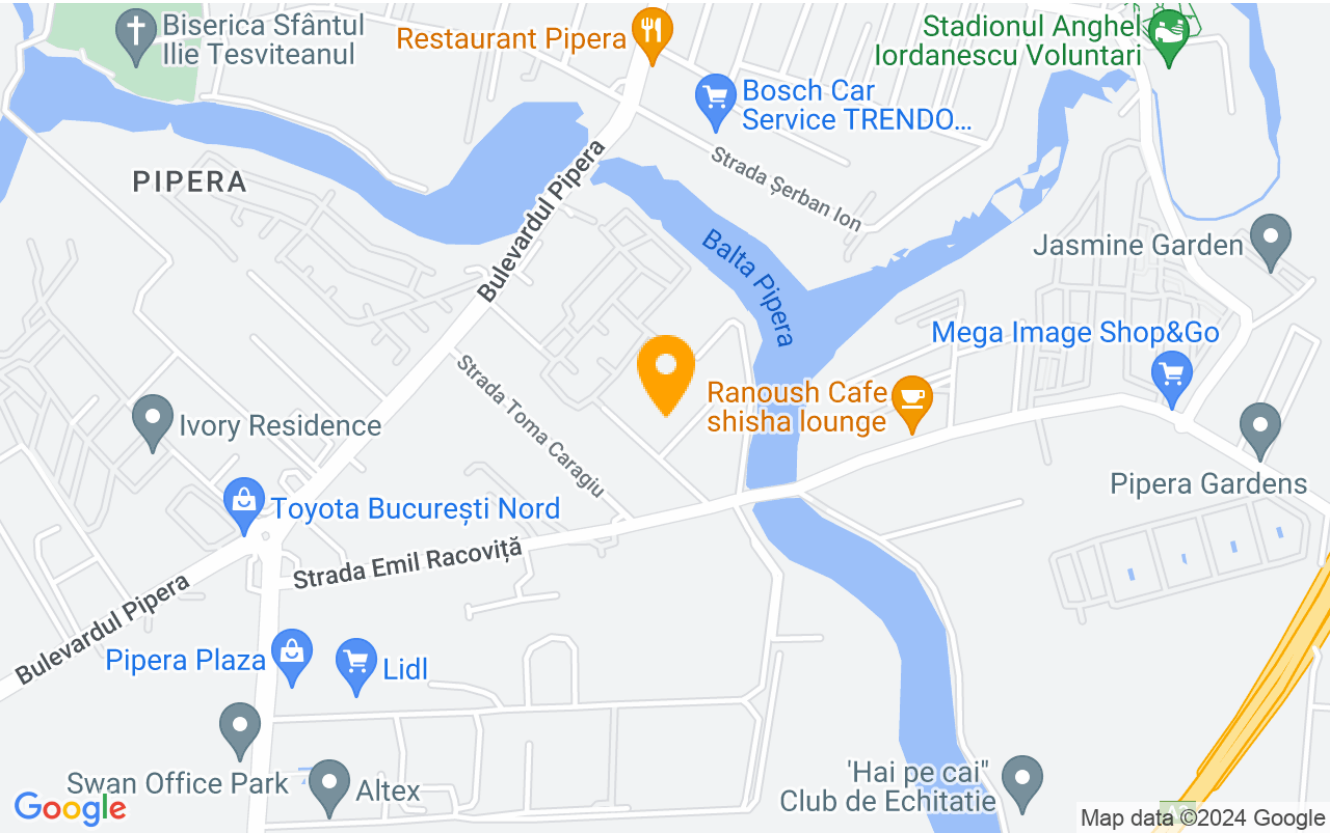 Biserica Sfântul
Ilie Tesviteanul
Restaurant Pipera
Stadionul Anghel
Iordanescu Voluntari
Bosch Car
Service TRENDO...
Strada Șerban Ion
PIPERA
Bulevardul Pipera
Balta Pipera
Jasmine Garden
Mega Image Shop&Go
Strada Toma Caragiu
Ranoush Cafe
shisha lounge
Ivory Residence
Pipera Gardens
Toyota București Nord
Strada Emil Racoviță
Bulevardul Pipera
Pipera Plaza
Lidl
Swan Office Park
Altex
'Hai pe cai"
Club de Echitatie
Google
Map data ©2024 Google